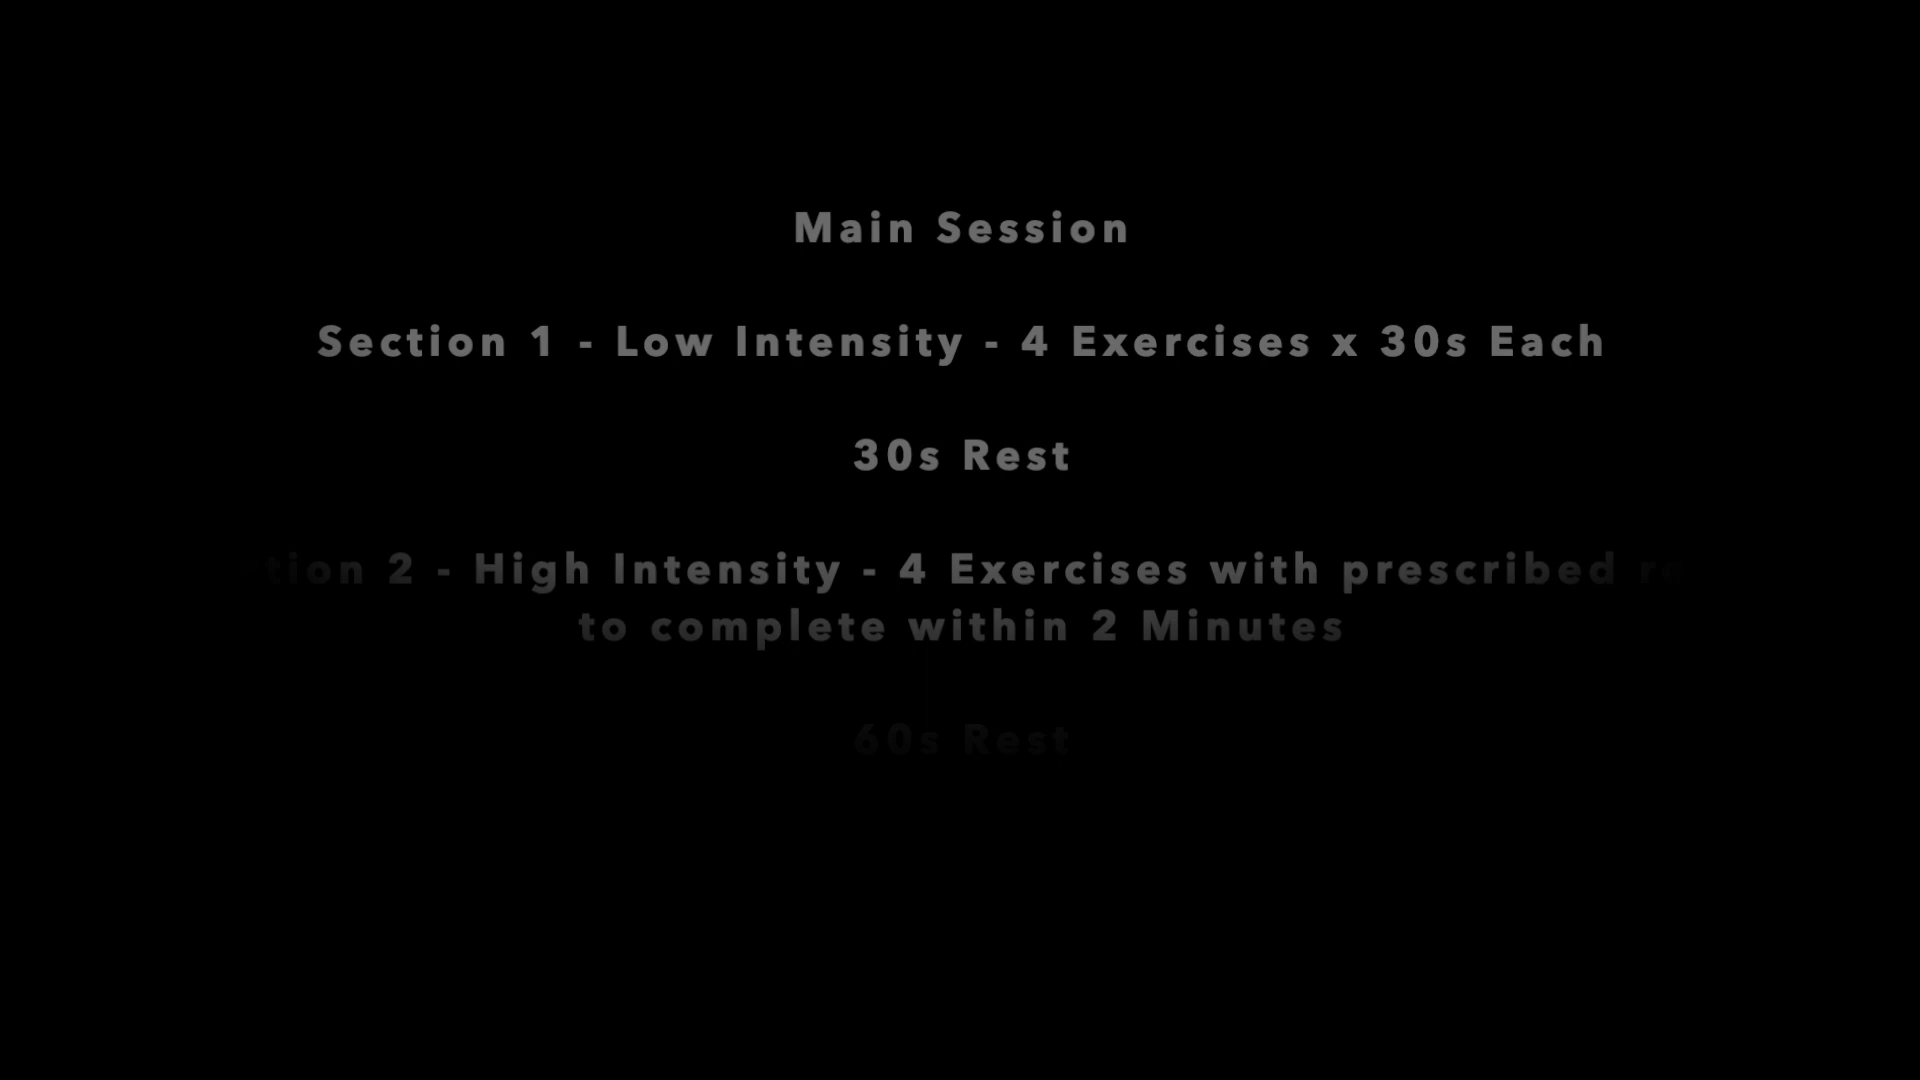 Main Session
Section 1 - Low Intensity - 4 Exercises x 30s Each
30s Rest
2 - High Intensity - 4 Exercises with prescribed
to complete within 2 Minutes
60s Rest